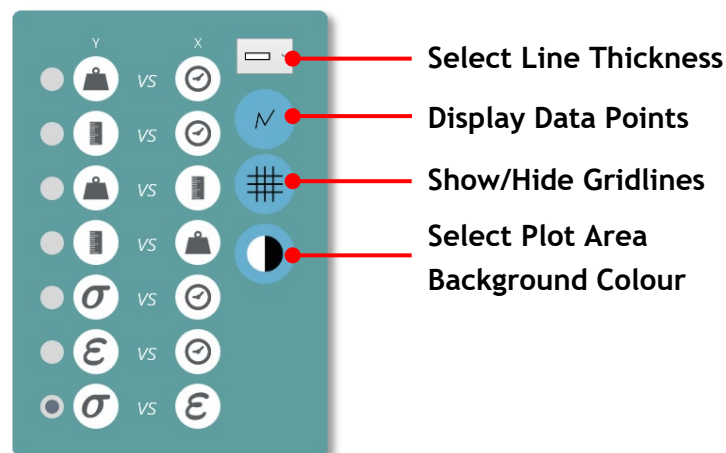 Y X
VS
VS
VS
VS
σ VS
ε VS
σ VS ε
Select Line Thickness
Display Data Points
Show/Hide Gridlines
Select Plot Area
Background Colour